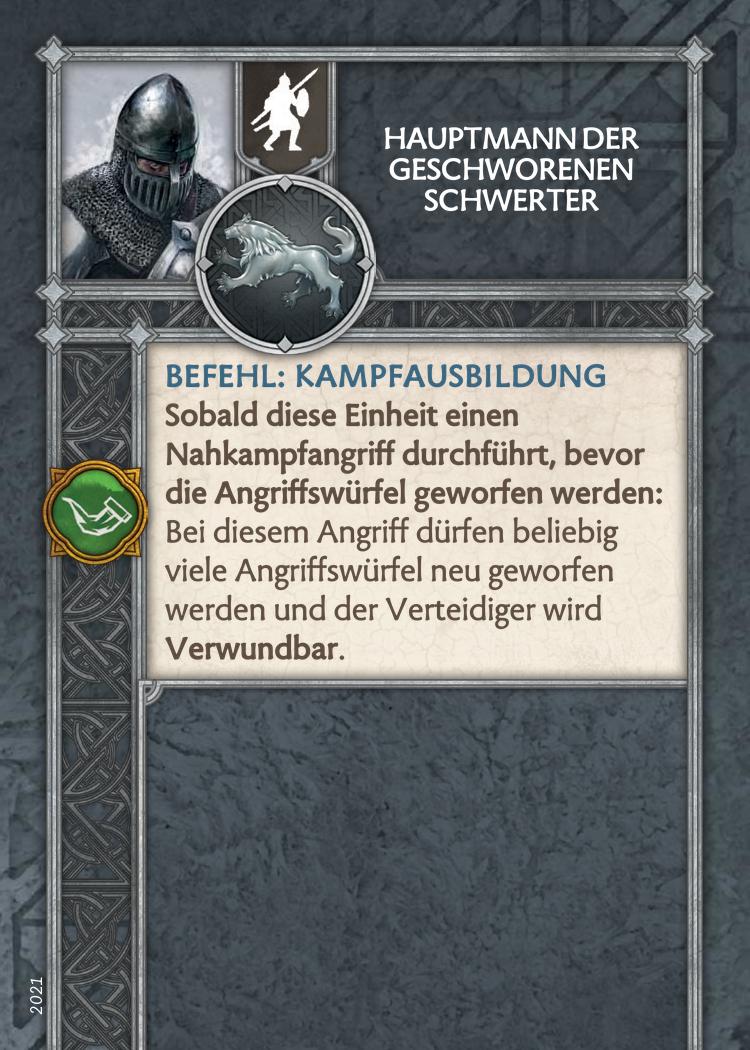 HAUPTMANN DER
GESCHWORENEN
SCHWERTER
BEFEHL: KAMPFAUSBILDUNG
Sobald diese Einheit einen
Nahkampfangriff durchführt, bevor
die Angriffswürfel geworfen werden:
Bei diesem Angriff dürfen beliebig
viele Angriffswürfel neu geworfen
werden und der Verteidiger wird
Verwundbar.
2021